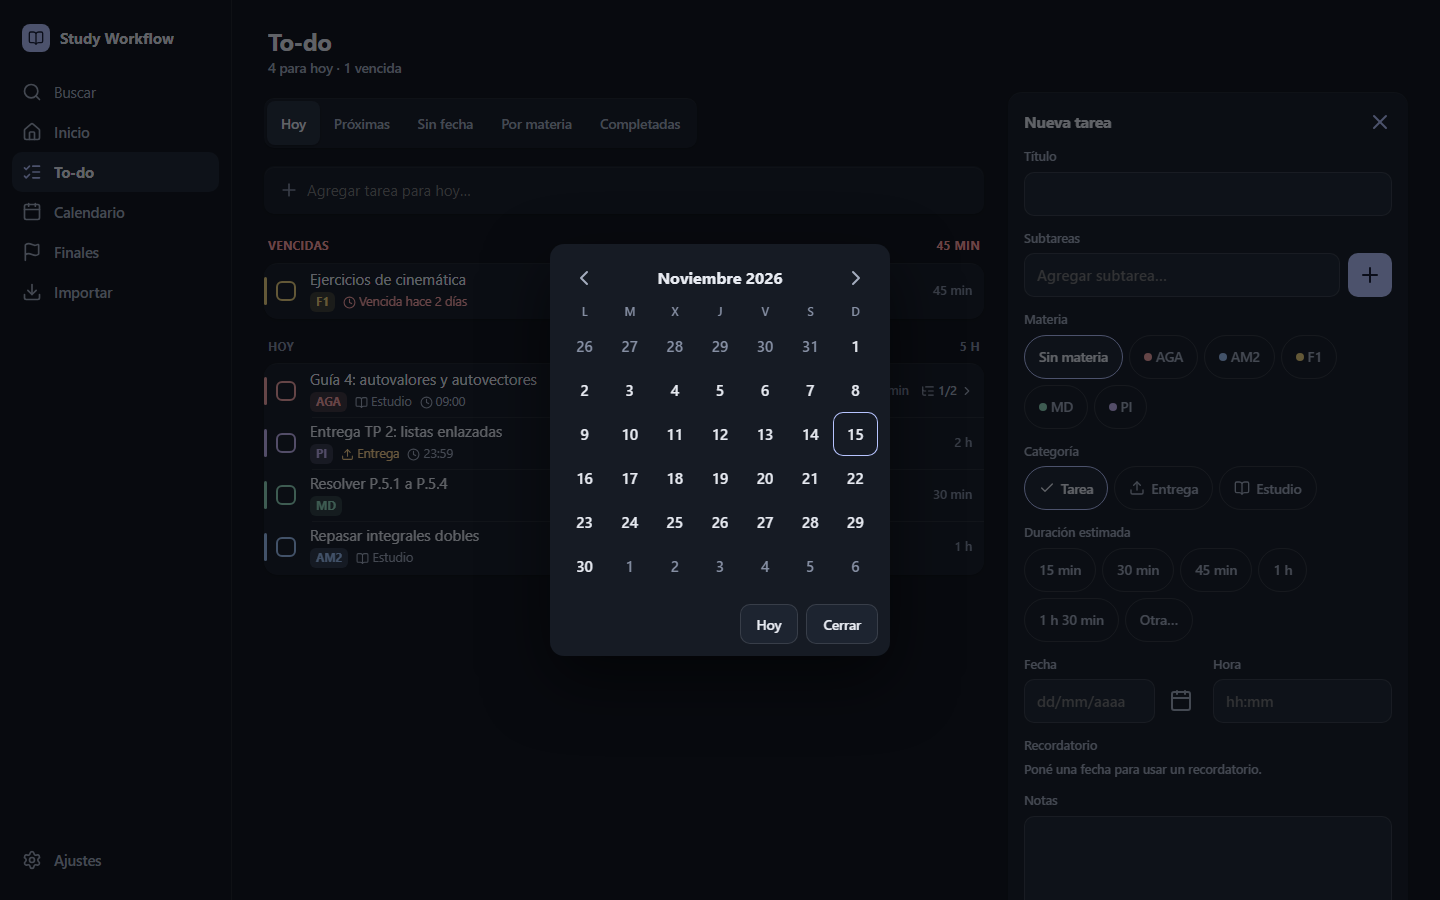 Study Workflow
Buscar
Inicio
To-do
Calendario
Finales
Importar
Ajustes
To-do
4 para hoy · 1 vencida
Hoy
Próximas
Sin fecha
Por materia
Completadas
Agregar tarea para hoy...
VENCIDAS
45 MIN
Ejercicios de cinemática
F1
Vencida hace 2 días
45 min
HOY
5 H
Guía 4: autovalores y autovectores
AGA
Estudio
09:00
min
1/2
Entrega TP 2: listas enlazadas
PI
Entrega
23:59
2 h
Resolver P.5.1 a P.5.4
MD
30 min
Repasar integrales dobles
AM2
Estudio
1 h
Noviembre 2026
L M X J V S D
26 27 28 29 30 31 1
2 3 4 5 6 7 8
9 10 11 12 13 14 15
16 17 18 19 20 21 22
23 24 25 26 27 28 29
30 1 2 3 4 5 6
Hoy
Cerrar
Nueva tarea
Título
Subtareas
Agregar subtarea...
Materia
Sin materia
AGA
AM2
F1
MD
PI
Categoría
Tarea
Entrega
Estudio
Duración estimada
15 min
30 min
45 min
1 h
1 h 30 min
Otra...
Fecha
Hora
dd/mm/aaaa
hh:mm
Recordatorio
Poné una fecha para usar un recordatorio.
Notas